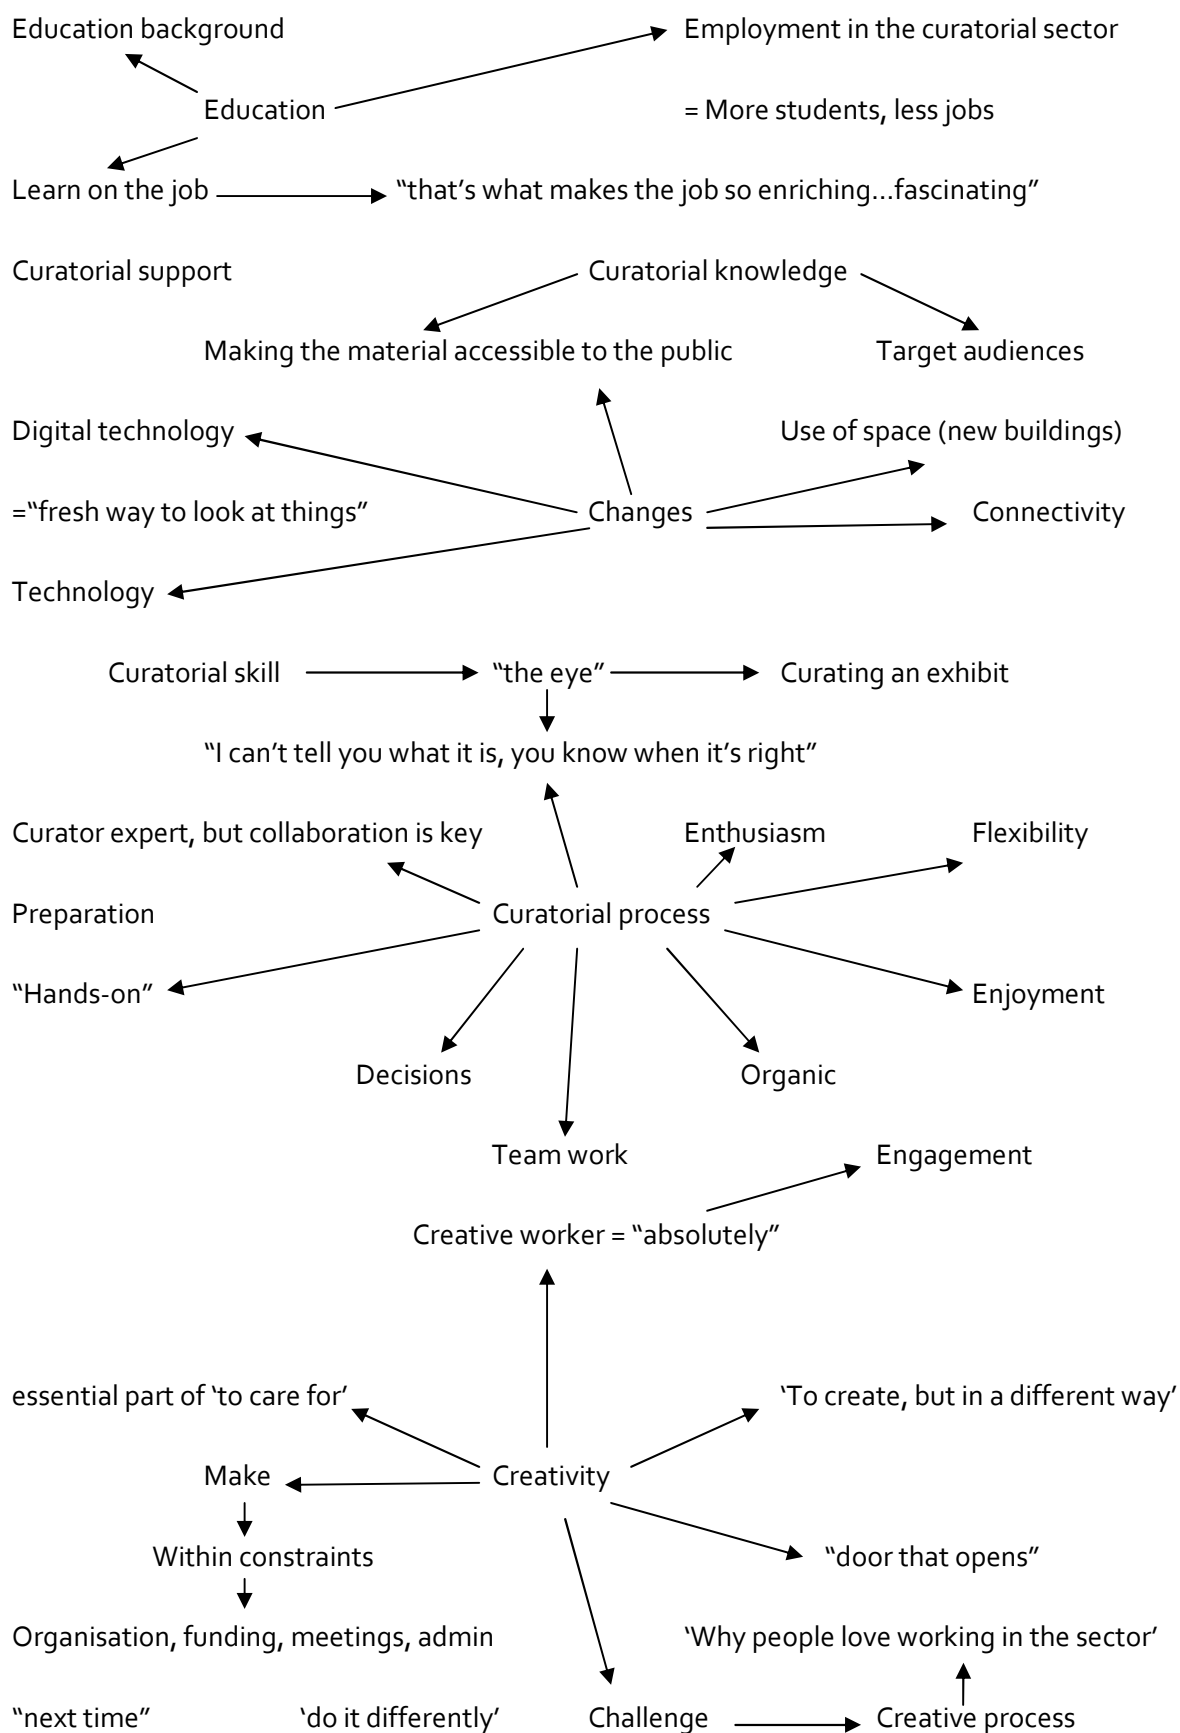 Education background Employment in the curatorial sector
Education = More students, less jobs
Learn on the job “that’s what makes the job so enriching...fascinating”
Curatorial support Curatorial knowledge
Making the material accessible to the public Target audiences
Digital technology Use of space (new buildings)
=“fresh way to look at things” Changes Connectivity
Technology
Curatorial skill “the eye” Curating an exhibit
“I can’t tell you what it is, you know when it’s right”
Curator expert, but collaboration is key Enthusiasm Flexibility
Preparation Curatorial process
“Hands-on” Enjoyment
Decisions Organic
Team work Engagement
Creative worker = “absolutely”
essential part of ‘to care for’ ‘To create, but in a different way’
Make Creativity
Within constraints “door that opens”
Organisation, funding, meetings, admin ‘Why people love working in the sector’
“next time” ‘do it differently’ Challenge Creative process